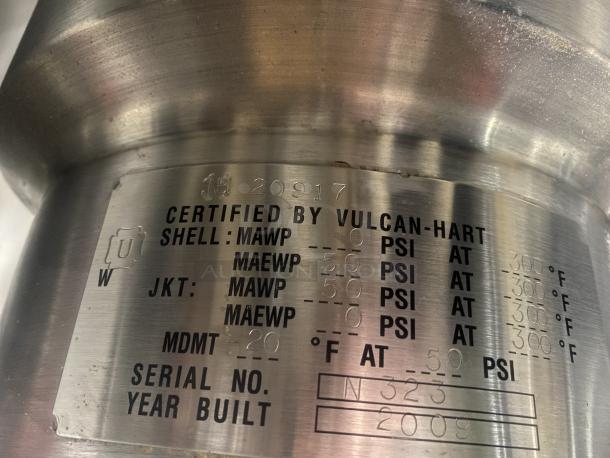 20917
CERTIFIED BY VULCAN-HART
U
W
SHELL: MAWP 0 PSI AT 300 °F
MAEWP 50 PSI AT 300 °F
JKT: MAWP 50 PSI AT 300 °F
MAEWP 0 PSI AT 300 °F
MDMT 20 °F AT 50 PSI
SERIAL NO. N 323
YEAR BUILT 2009